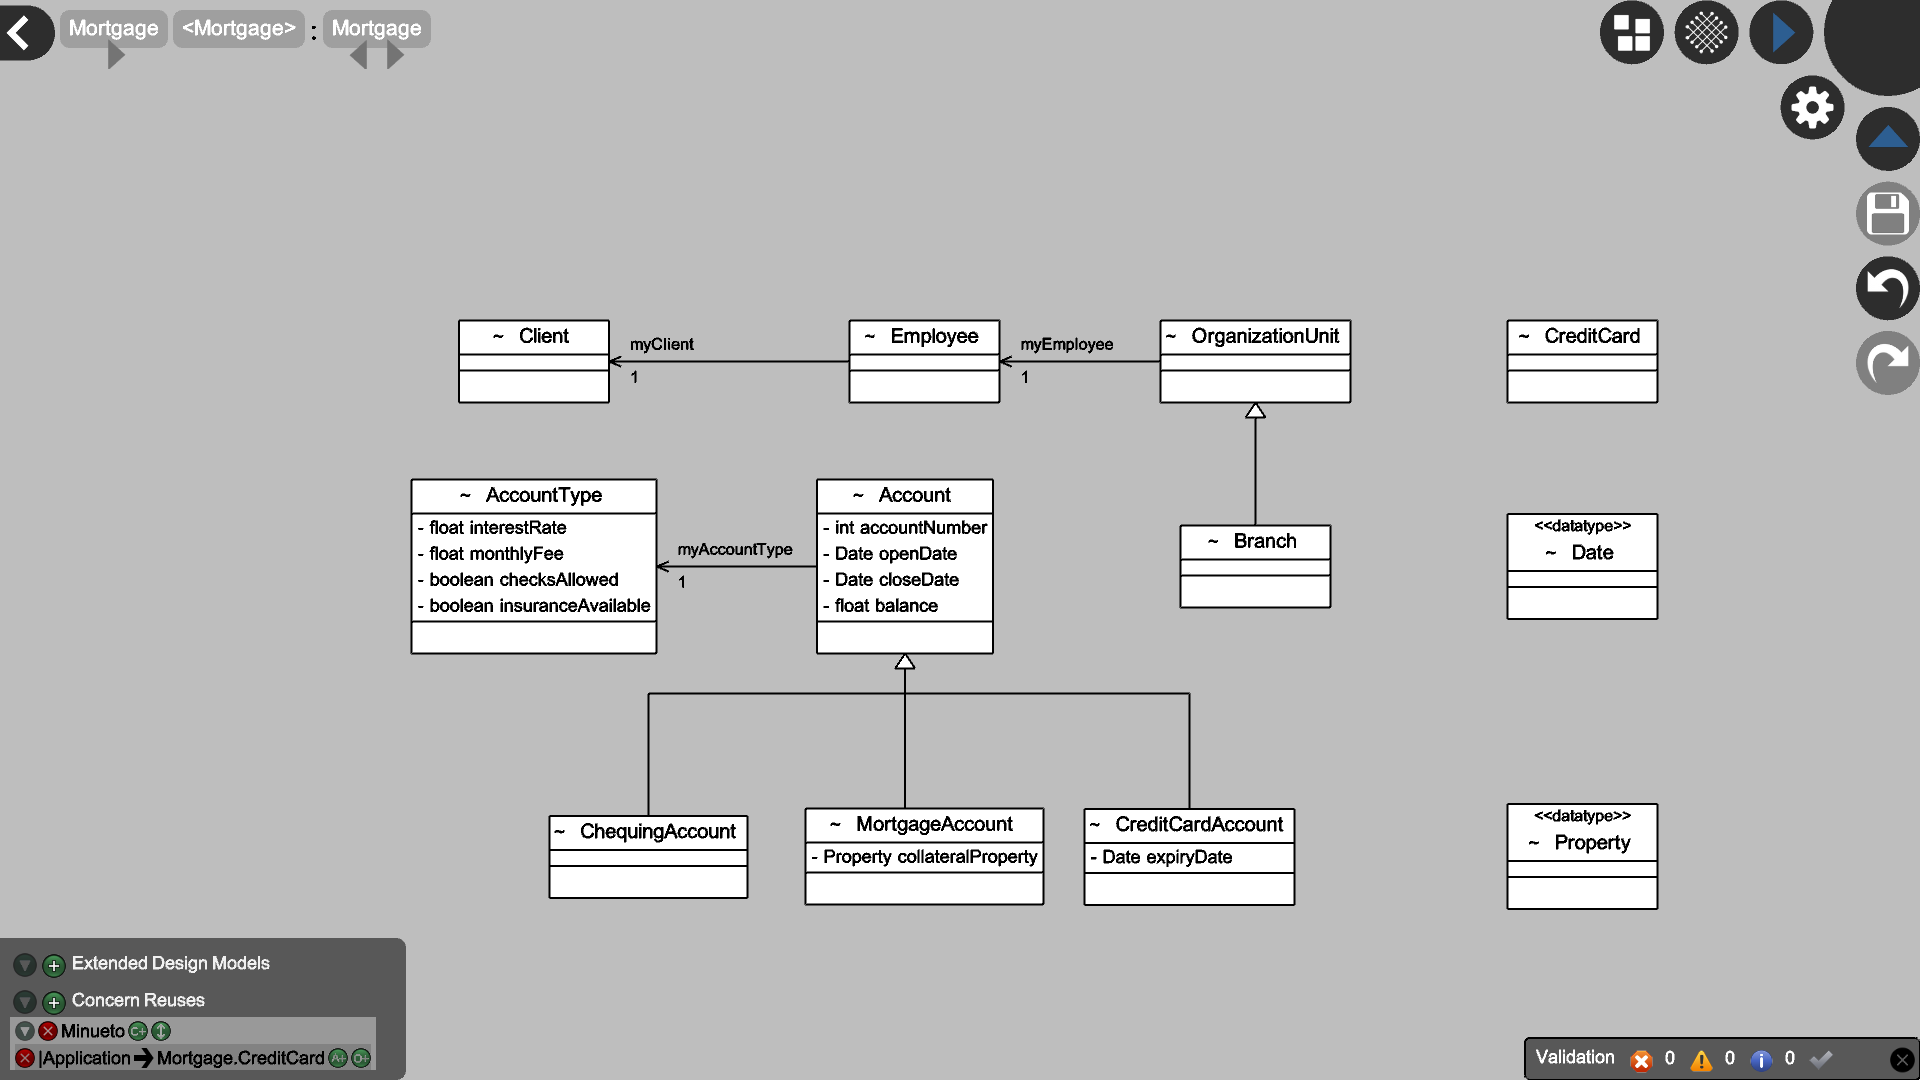 Mortgage <Mortgage> : Mortgage
~ Client
myClient
1
~ Employee
myEmployee
1
~ OrganizationUnit
~ CreditCard
~ AccountType
- float interestRate
- float monthlyFee
- boolean checksAllowed
- boolean insuranceAvailable
myAccountType
1
~ Account
- int accountNumber
- Date openDate
- Date closeDate
- float balance
~ Branch
<<datatype>>
~ Date
~ ChequingAccount
~ MortgageAccount
- Property collateralProperty
~ CreditCardAccount
- Date expiryDate
<<datatype>>
~ Property
Extended Design Models
Concern Reuses
Minueto C+
|Application➔Mortgage.CreditCard A+ O+
Validation 0 0 0